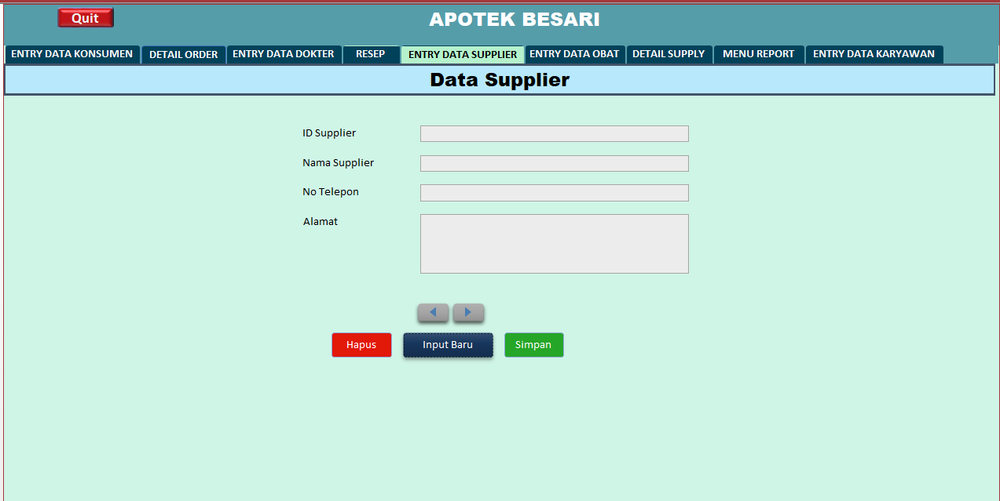 Quit
APOTEK BESARI
ENTRY DATA KONSUMEN DETAIL ORDER ENTRY DATA DOKTER RESEP ENTRY DATA SUPPLIER ENTRY DATA OBAT DETAIL SUPPLY MENU REPORT ENTRY DATA KARYAWAN
Data Supplier
ID Supplier
Nama Supplier
No Telepon
Alamat
Hapus Input Baru Simpan